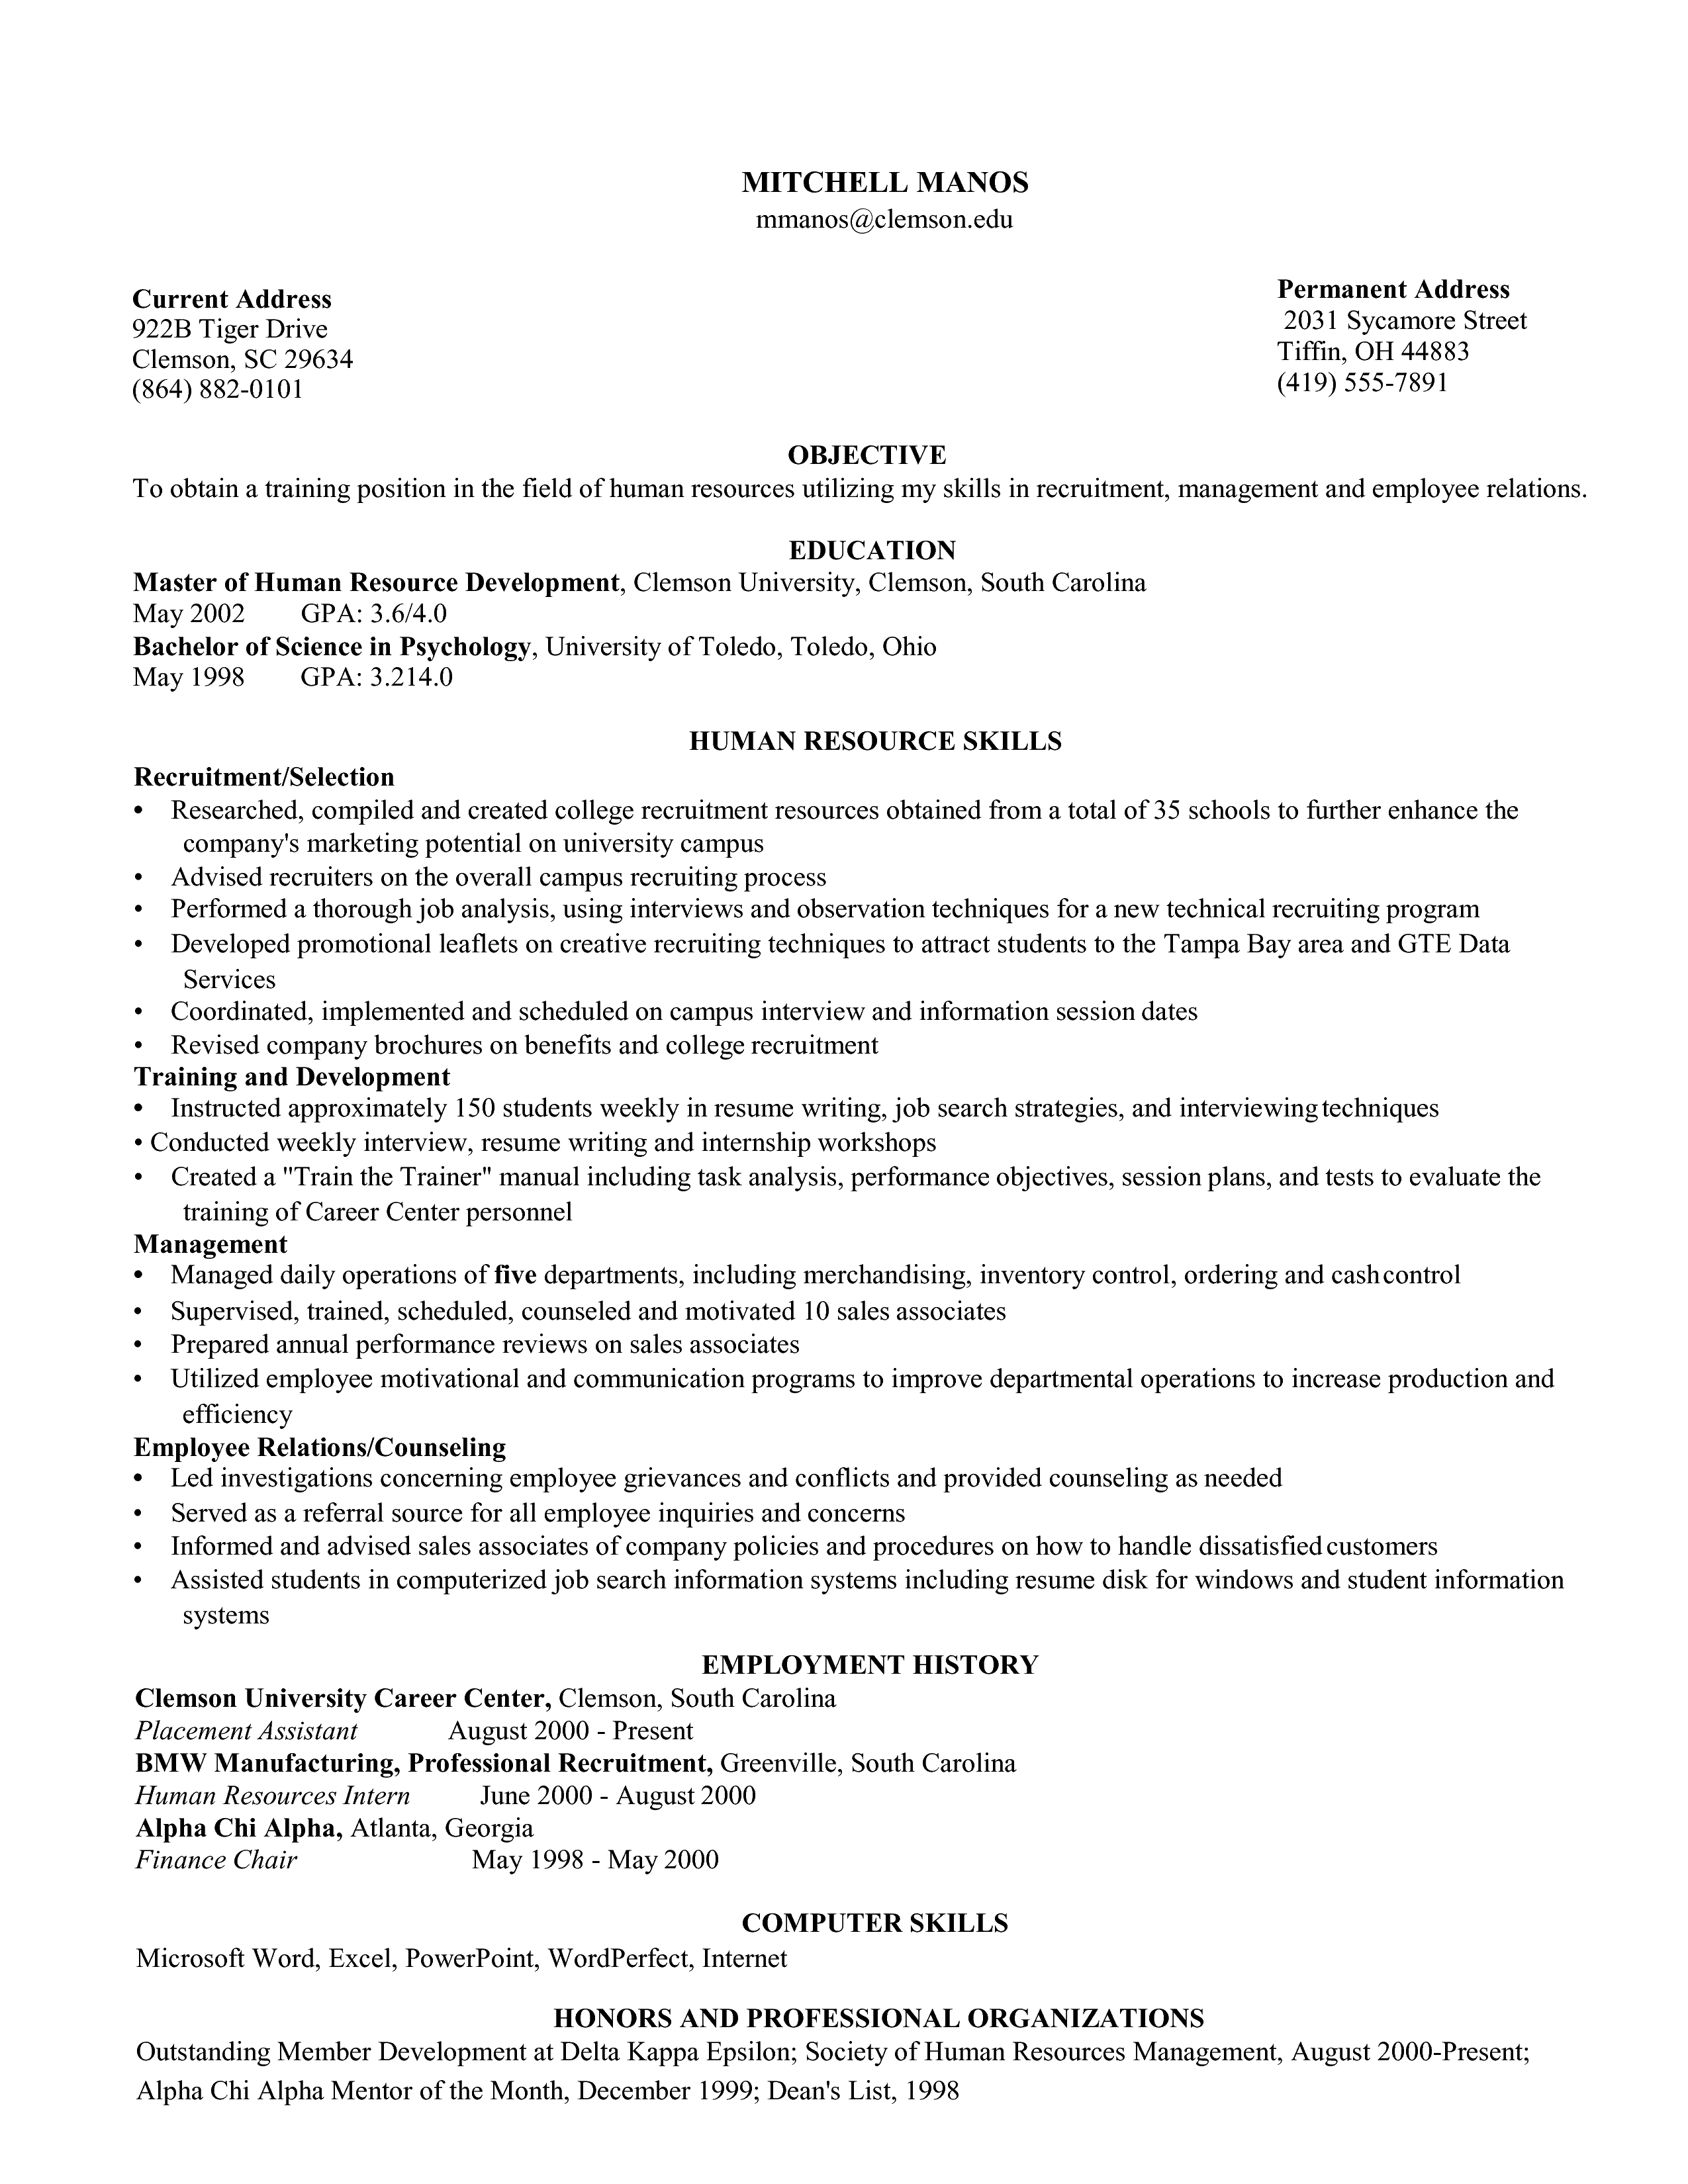 MITCHELL MANOS
mmanos@clemson.edu
Current Address
922B Tiger Drive
Clemson, SC 29634
(864) 882-0101
Permanent Address
2031 Sycamore Street
Tiffin, OH 44883
(419) 555-7891
OBJECTIVE
To obtain a training position in the field of human resources utilizing my skills in recruitment, management and employee relations.
EDUCATION
Master of Human Resource Development, Clemson University, Clemson, South Carolina
May 2002 GPA: 3.6/4.0
Bachelor of Science in Psychology, University of Toledo, Toledo, Ohio
May 1998 GPA: 3.214.0
HUMAN RESOURCE SKILLS
Recruitment/Selection
• Researched, compiled and created college recruitment resources obtained from a total of 35 schools to further enhance the
company's marketing potential on university campus
• Advised recruiters on the overall campus recruiting process
• Performed a thorough job analysis, using interviews and observation techniques for a new technical recruiting program
• Developed promotional leaflets on creative recruiting techniques to attract students to the Tampa Bay area and GTE Data
Services
• Coordinated, implemented and scheduled on campus interview and information session dates
• Revised company brochures on benefits and college recruitment
Training and Development
• Instructed approximately 150 students weekly in resume writing, job search strategies, and interviewing techniques
• Conducted weekly interview, resume writing and internship workshops
• Created a "Train the Trainer" manual including task analysis, performance objectives, session plans, and tests to evaluate the
training of Career Center personnel
Management
• Managed daily operations of five departments, including merchandising, inventory control, ordering and cash control
• Supervised, trained, scheduled, counseled and motivated 10 sales associates
• Prepared annual performance reviews on sales associates
• Utilized employee motivational and communication programs to improve departmental operations to increase production and
efficiency
Employee Relations/Counseling
• Led investigations concerning employee grievances and conflicts and provided counseling as needed
• Served as a referral source for all employee inquiries and concerns
• Informed and advised sales associates of company policies and procedures on how to handle dissatisfied customers
• Assisted students in computerized job search information systems including resume disk for windows and student information
systems
EMPLOYMENT HISTORY
Clemson University Career Center, Clemson, South Carolina
Placement Assistant August 2000 - Present
BMW Manufacturing, Professional Recruitment, Greenville, South Carolina
Human Resources Intern June 2000 - August 2000
Alpha Chi Alpha, Atlanta, Georgia
Finance Chair May 1998 - May 2000
COMPUTER SKILLS
Microsoft Word, Excel, PowerPoint, WordPerfect, Internet
HONORS AND PROFESSIONAL ORGANIZATIONS
Outstanding Member Development at Delta Kappa Epsilon; Society of Human Resources Management, August 2000-Present;
Alpha Chi Alpha Mentor of the Month, December 1999; Dean's List, 1998